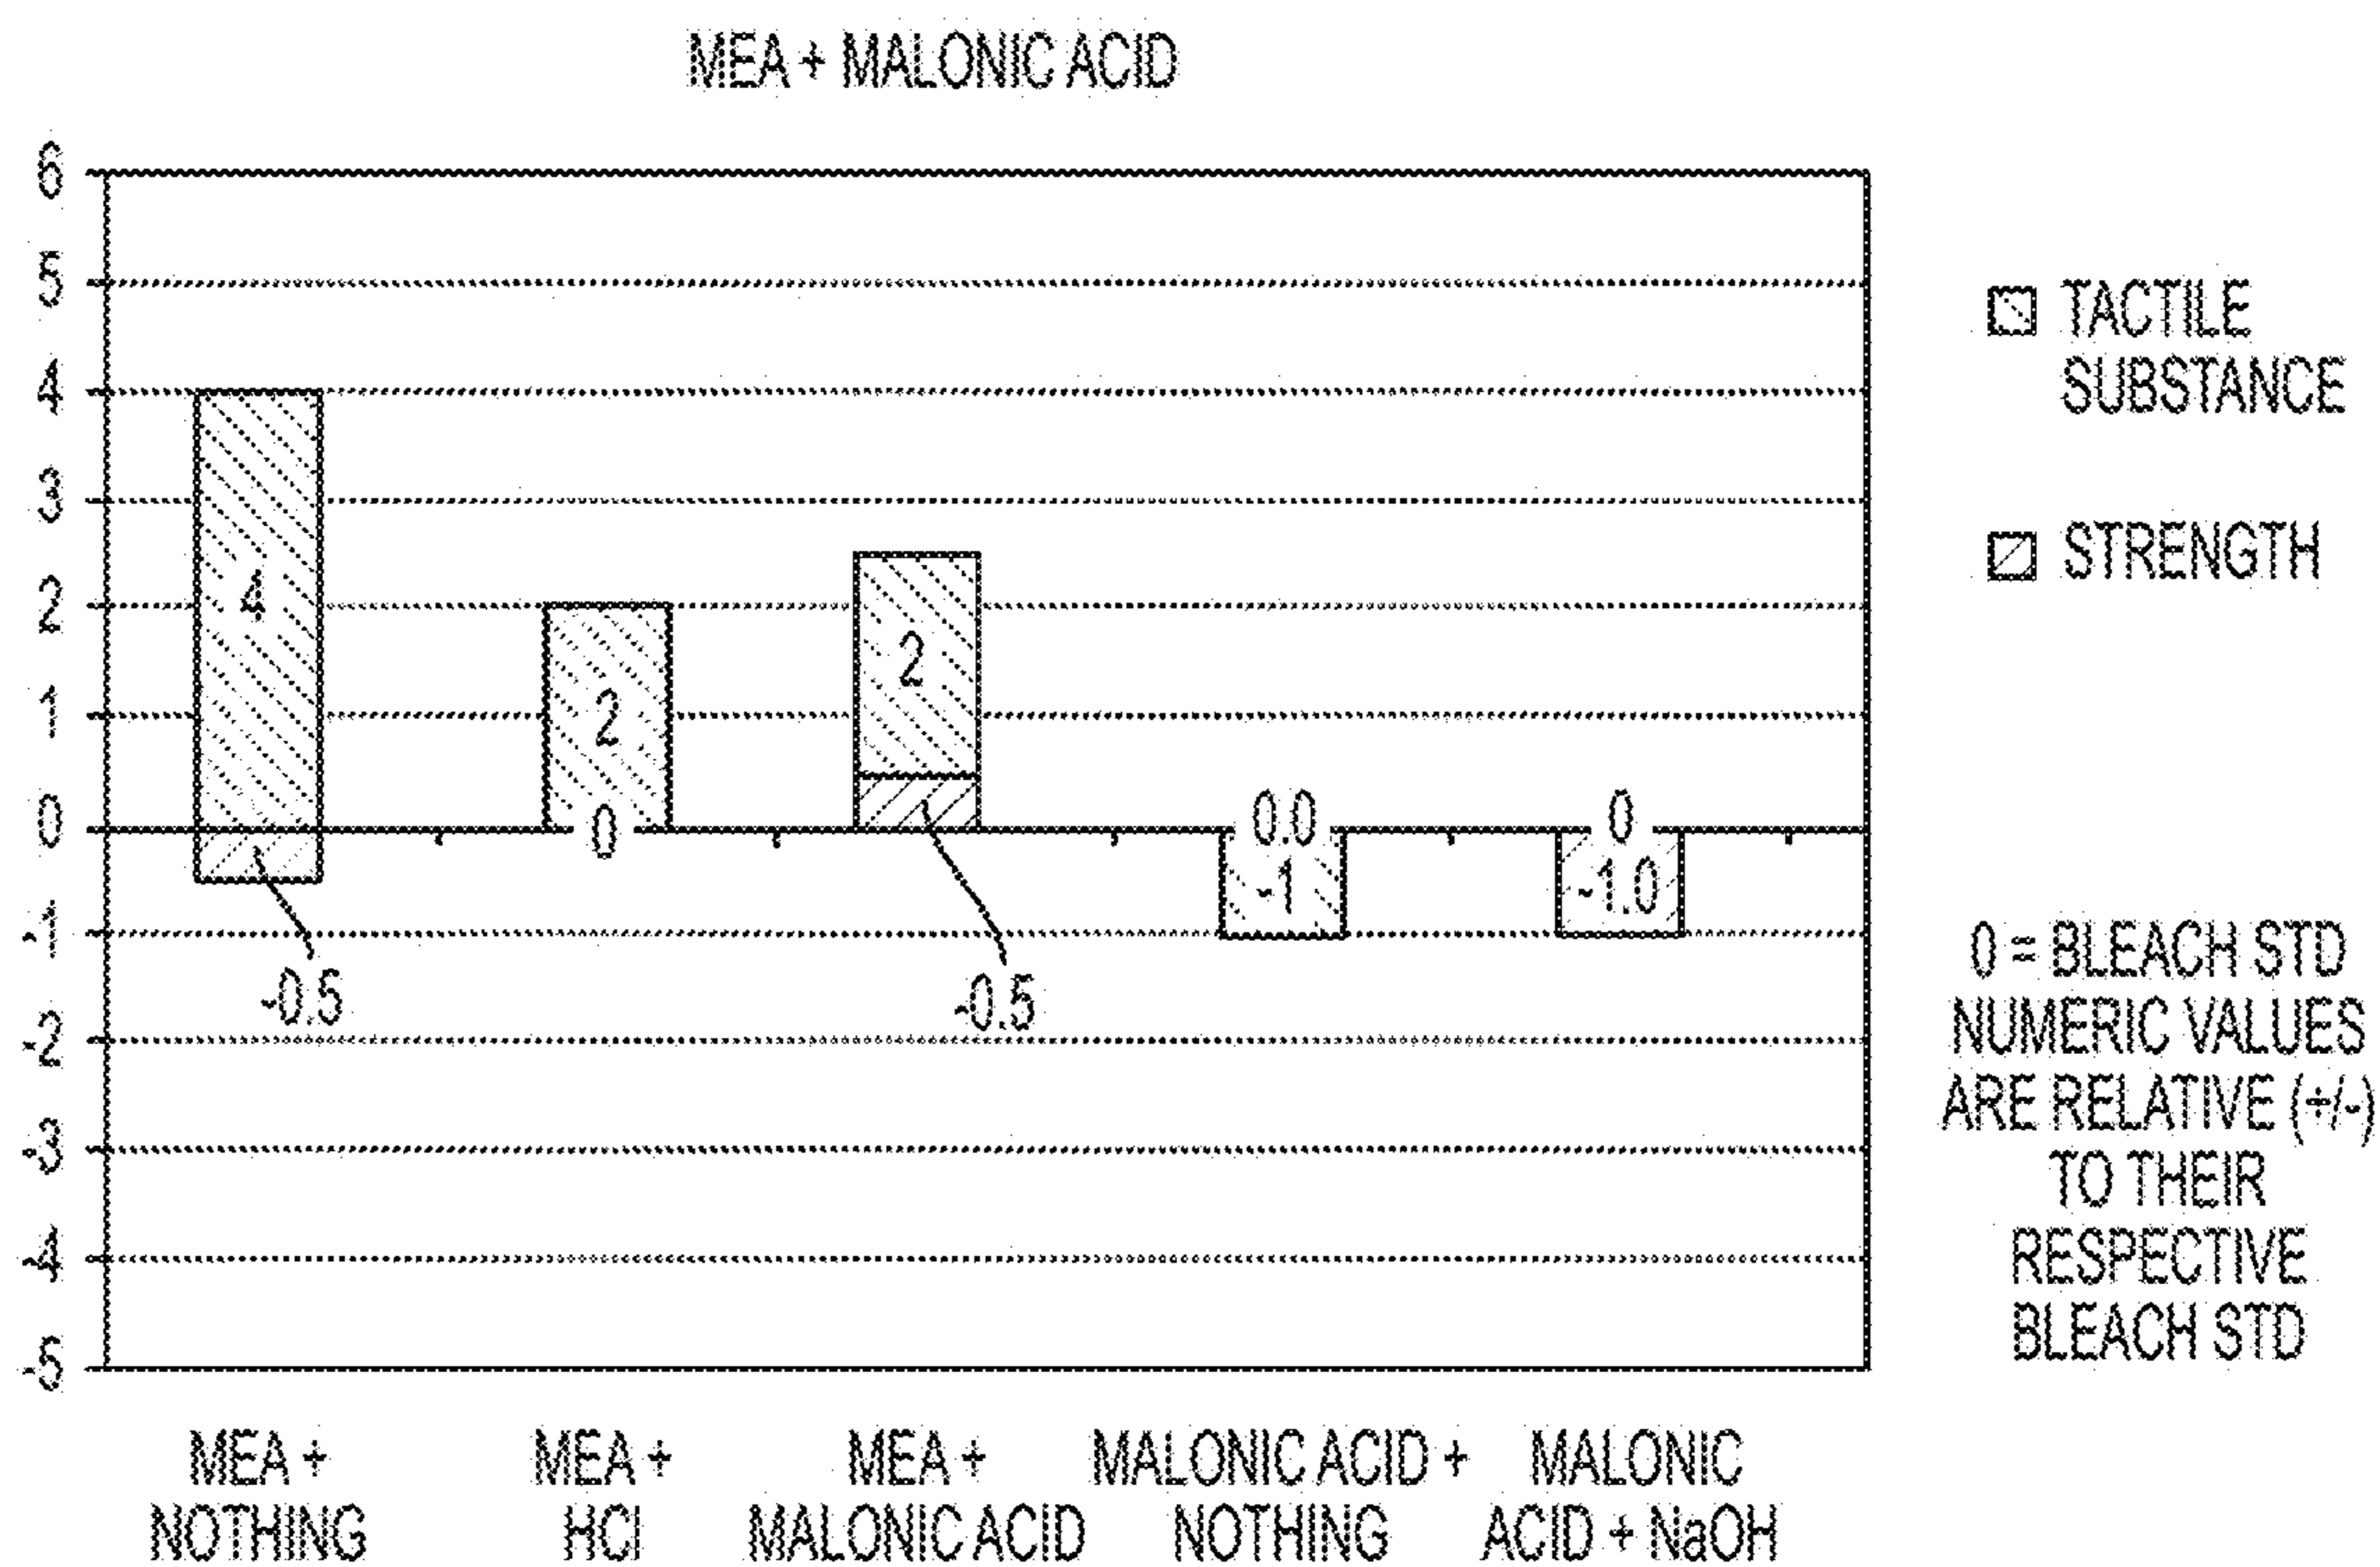 MEA + MALONIC ACID
6
5
4
3
2
1
0
-1
-2
-3
-4
-5
4
-0.5
2
0
2
-0.5
0.0
-1
0
-1.0
MEA +
NOTHING
MEA +
HCl
MEA +
MALONIC ACID
MALONIC ACID +
NOTHING
MALONIC
ACID + NaOH
TACTILE
SUBSTANCE
STRENGTH
0 = BLEACH STD
NUMERIC VALUES
ARE RELATIVE (+/-)
TO THEIR
RESPECTIVE
BLEACH STD